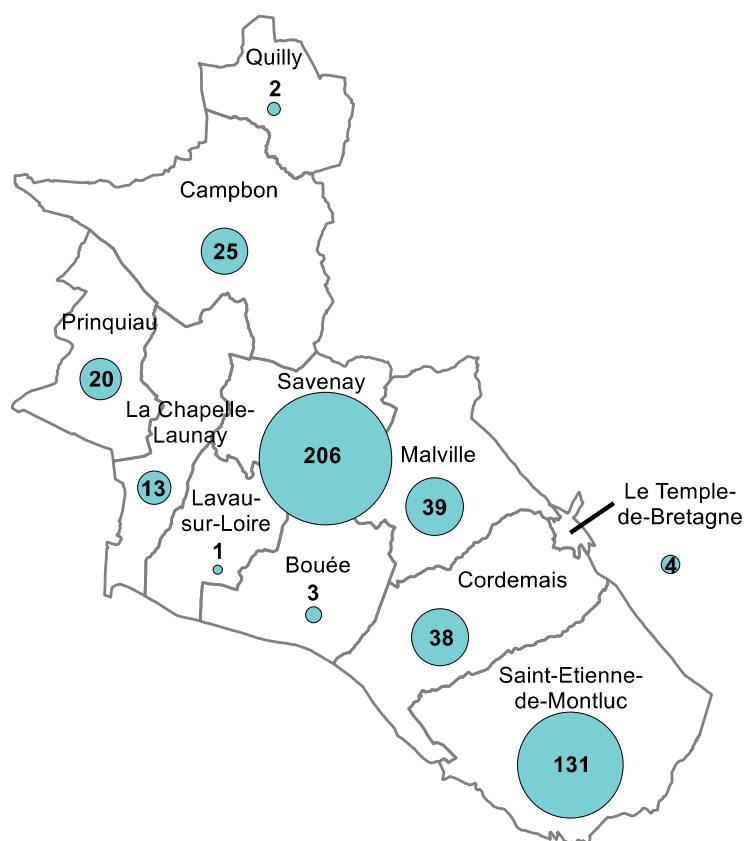 Quilly
2
Campbon
25
Prinquiau
20
Savenay
206
La Chapelle-
Launay
13
Malville
39
Lavau-
sur-Loire
1
Le Temple-
de-Bretagne
4
Bouée
3
Cordemais
38
Saint-Etienne-
de-Montluc
131